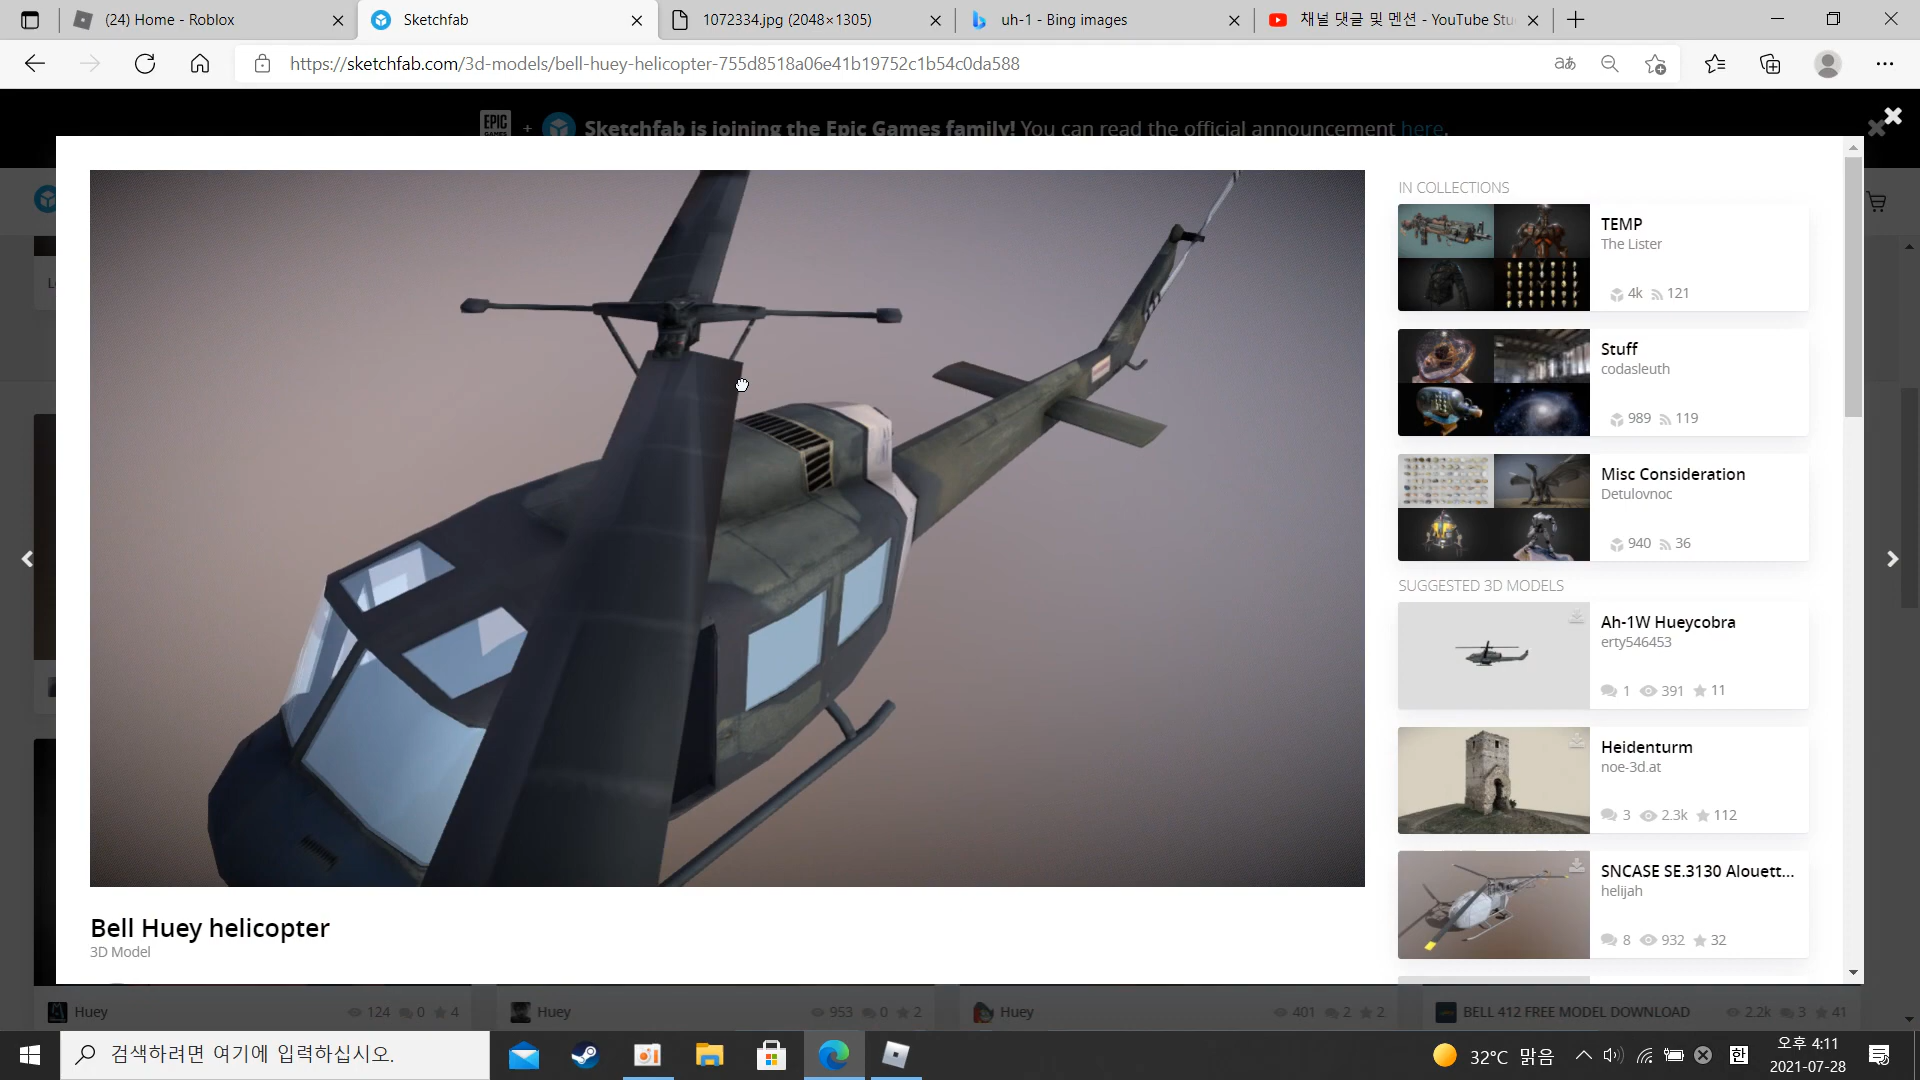 (24) Home - Roblox
Sketchfab
1072334.jpg (2048×1305)
uh-1 - Bing images
채널 댓글 및 멘션 - YouTube Stu
https://sketchfab.com/3d-models/bell-huey-helicopter-755d8518a06e41b19752c1b54c0da588
EPIC GAMES + Sketchfab is joining the Epic Games family! You can read the official announcement here.
IN COLLECTIONS
TEMP
The Lister
4k 121
Stuff
codasleuth
989 119
Misc Consideration
Detulovnoc
940 36
SUGGESTED 3D MODELS
Ah-1W Hueycobra
erty546453
1 391 11
Heidenturm
noe-3d.at
3 2.3k 112
SNCASE SE.3130 Alouett...
helijah
8 932 32
Bell Huey helicopter
3D Model
Huey 124 0 4
Huey 953 0 2
Huey 401 2 2
BELL 412 FREE MODEL DOWNLOAD 2.2k 3 41
검색하려면 여기에 입력하십시오.
32°C 맑음
한
오후 4:11
2021-07-28